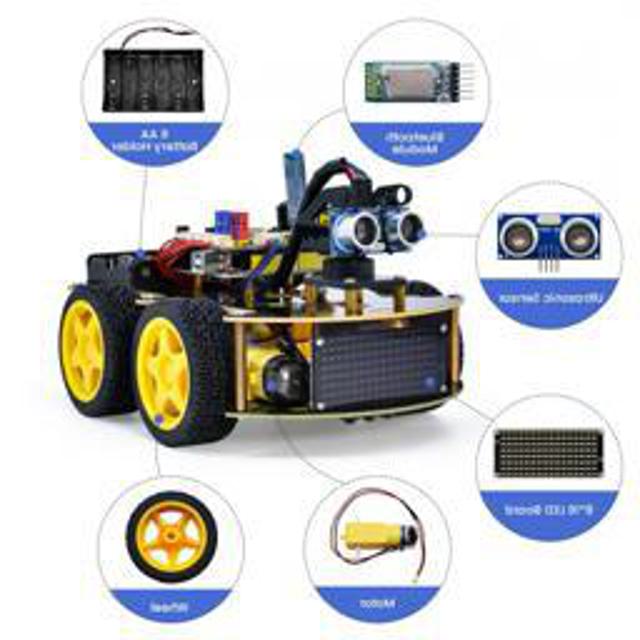 6 AA
Battery Holder
Bluetooth
Module
Ultrasonic Sensor
8*16 LED Board
Wheel
Motor